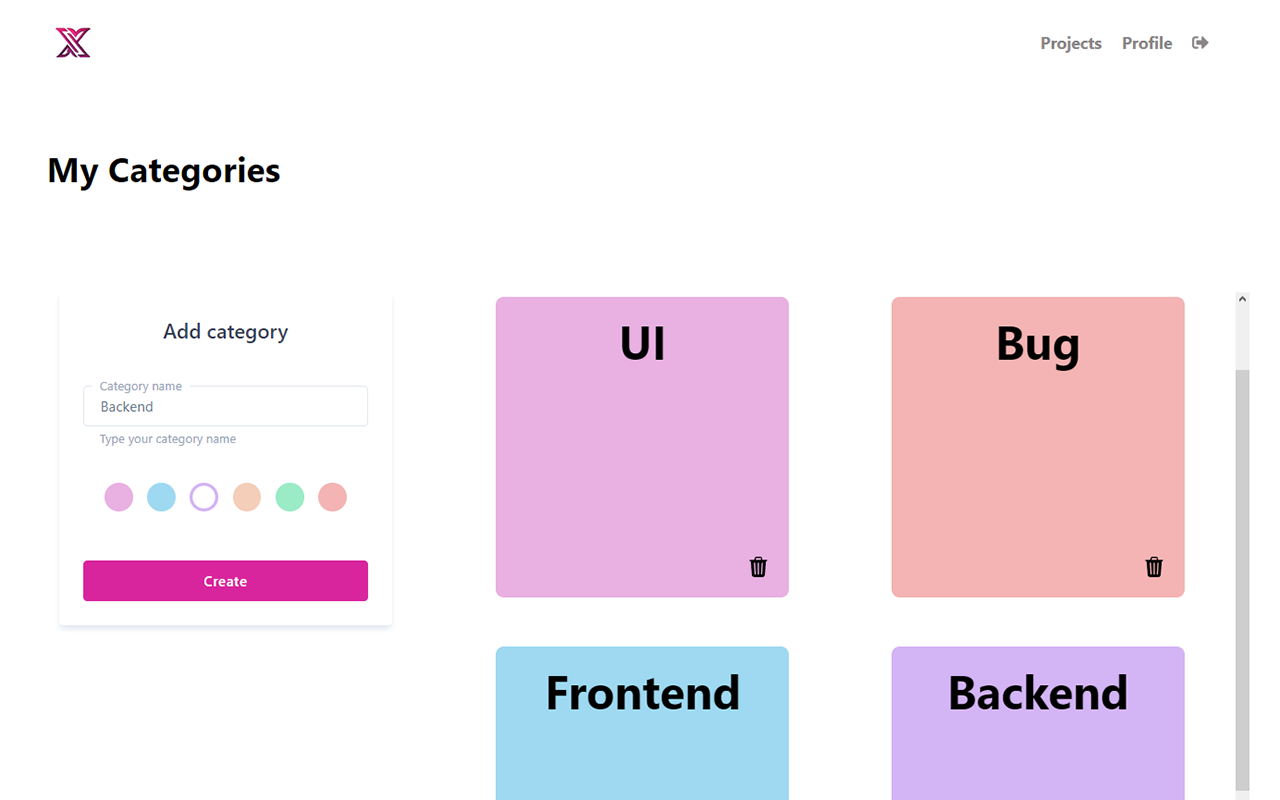 Projects Profile
My Categories
Add category
Category name
Backend
Type your category name
Create
UI
Bug
Frontend
Backend